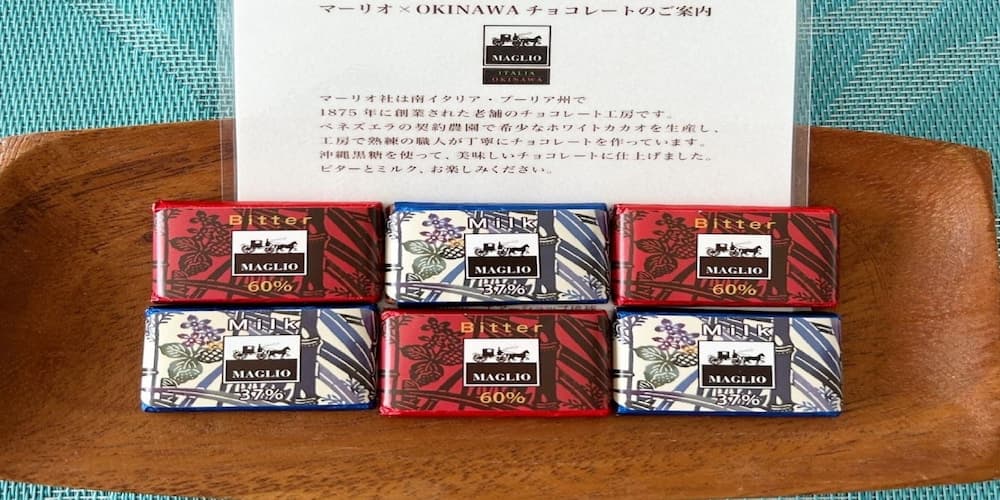 マーリオ×OKINAWA チョコレートのご案内
MAGLIO
ITALIA
OKINAWA
マーリオ社は南イタリア・プーリア州で
1875 年に創業された老舗のチョコレート工房です。
ベネズエラの契約農園で希少なホワイトカカオを生産し、
工房で熟練の職人が丁寧にチョコレートを作っています。
沖縄黒糖を使って、美味しいチョコレートに仕上げました。
ビターとミルク、お楽しみください。
Bitter
MAGLIO
60%
Milk
MAGLIO
37%
Bitter
MAGLIO
60%
Milk
MAGLIO
37%
Bitter
MAGLIO
60%
Milk
MAGLIO
37%